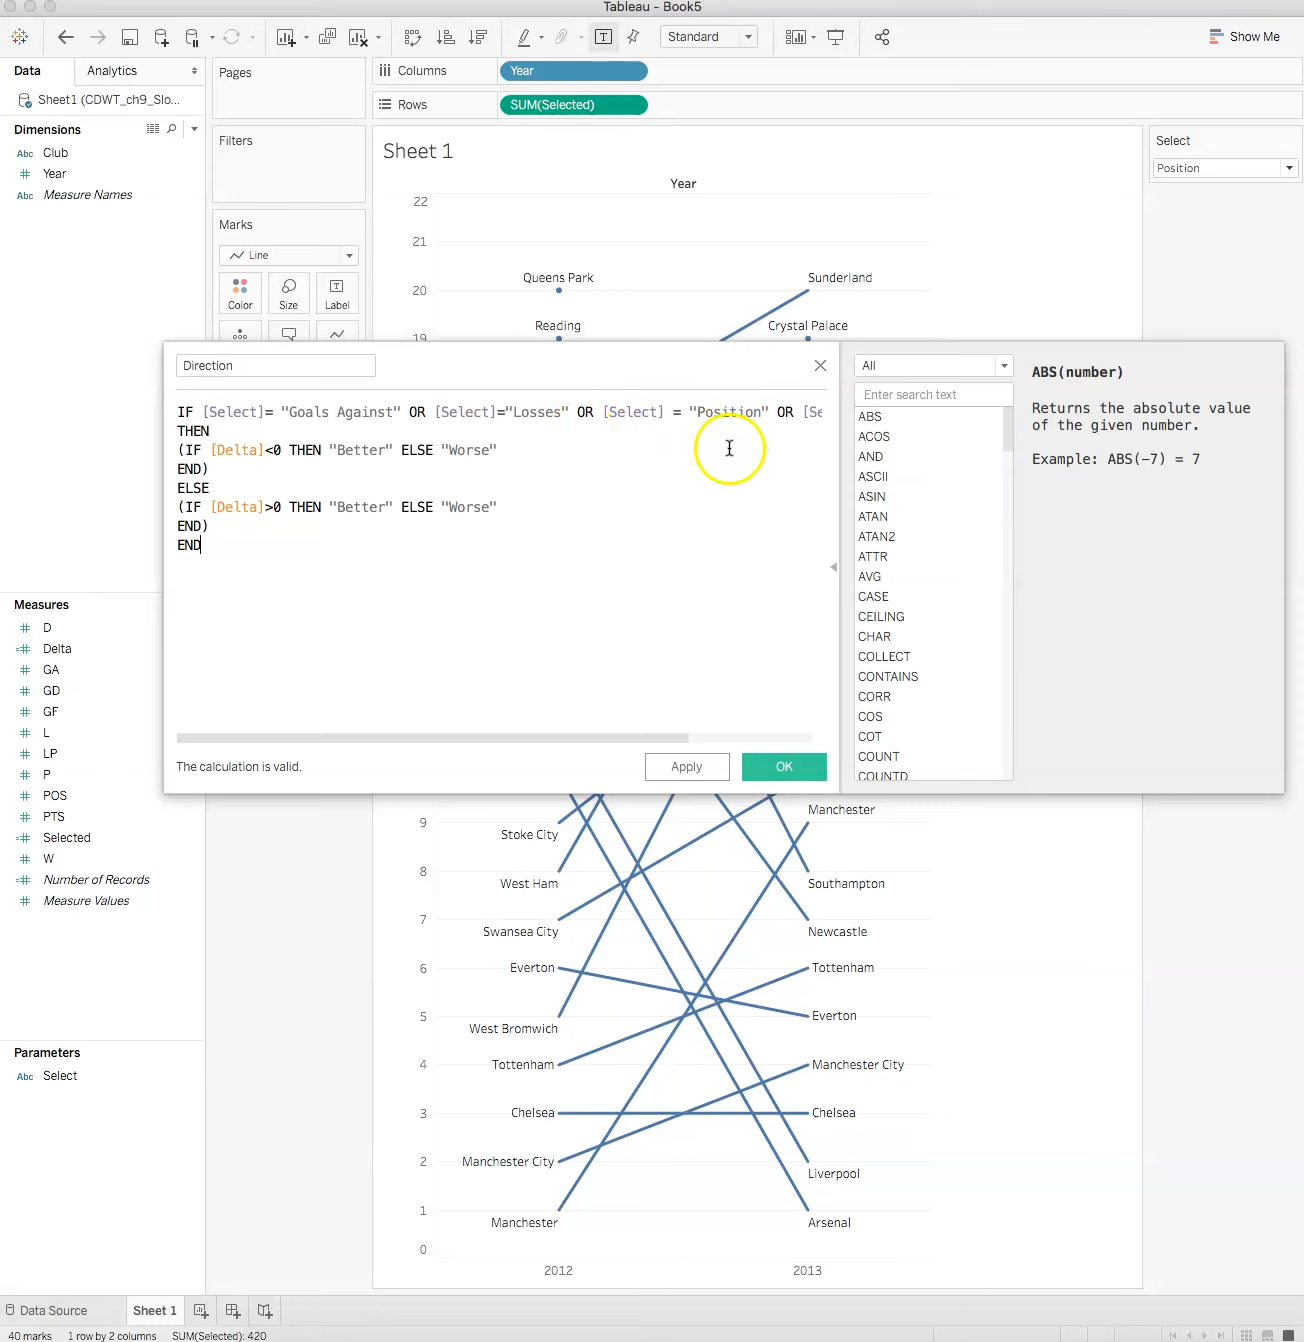 Tableau - Book5
Standard
Show Me
Data
Analytics
Pages
Columns
Year
Sheet1 (CDWT_ch9_Slo...
Rows
SUM(Selected)
Dimensions
Filters
Sheet 1
Select
Abc Club
Position
# Year
Abc Measure Names
Year
Marks
Line
Color
Size
Label
22
21
20
19
Queens Park
Sunderland
Reading
Crystal Palace
Direction
IF [Select]= "Goals Against" OR [Select]="Losses" OR [Select] = "Position" OR [Se
THEN
(IF [Delta]<0 THEN "Better" ELSE "Worse"
END)
ELSE
(IF [Delta]>0 THEN "Better" ELSE "Worse"
END)
END
The calculation is valid.
Apply
OK
All
Enter search text
ABS
ACOS
AND
ASCII
ASIN
ATAN
ATAN2
ATTR
AVG
CASE
CEILING
CHAR
COLLECT
CONTAINS
CORR
COS
COT
COUNT
COUNTD
ABS(number)
Returns the absolute value
of the given number.
Example: ABS(−7) = 7
Measures
# D
=# Delta
# GA
# GD
# GF
# L
# LP
# P
# POS
# PTS
=# Selected
# W
=# Number of Records
# Measure Values
Parameters
Abc Select
9
8
7
6
5
4
3
2
1
0
Stoke City
West Ham
Swansea City
Everton
West Bromwich
Tottenham
Chelsea
Manchester City
Manchester
Manchester
Southampton
Newcastle
Tottenham
Everton
Manchester City
Chelsea
Liverpool
Arsenal
2012
2013
Data Source
Sheet 1
40 marks
1 row by 2 columns
SUM(Selected): 420